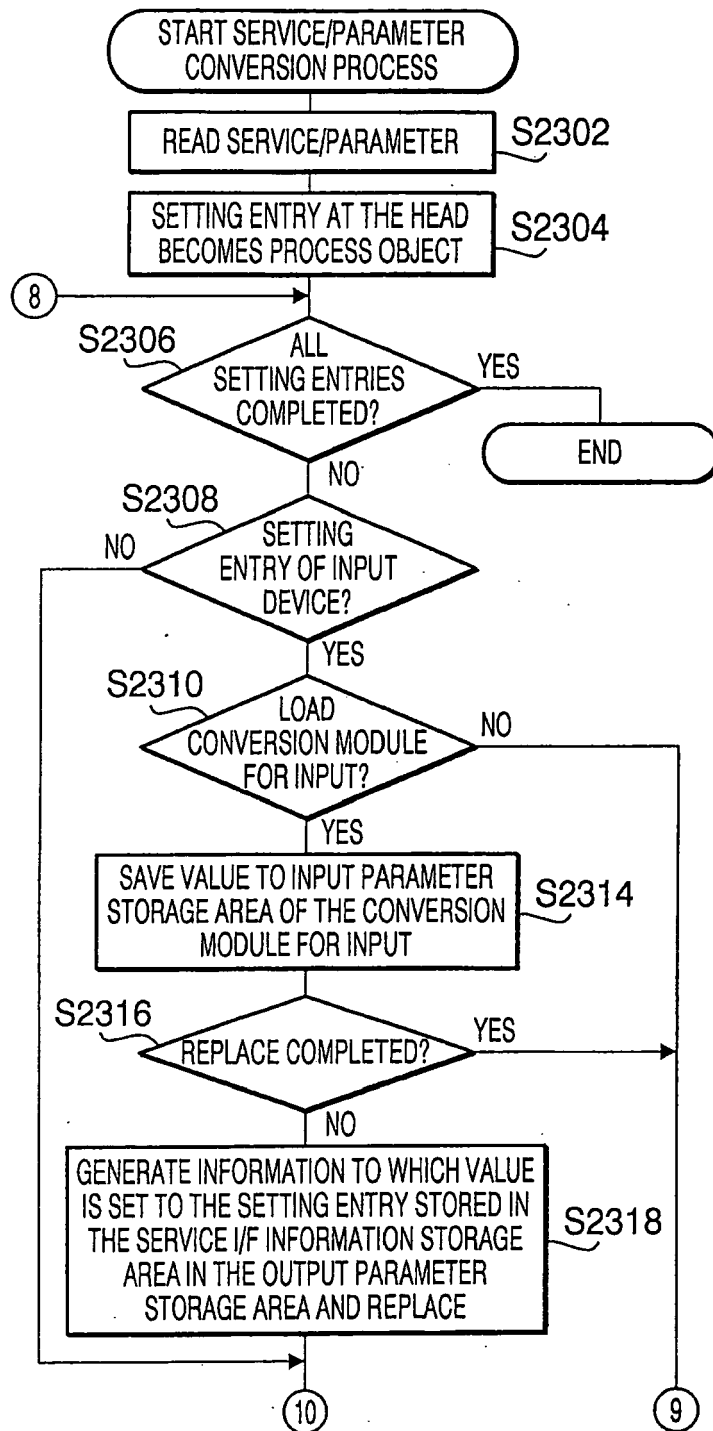 START SERVICE/PARAMETER
CONVERSION PROCESS
READ SERVICE/PARAMETER
S2302
SETTING ENTRY AT THE HEAD
BECOMES PROCESS OBJECT
S2304
8
S2306
ALL
SETTING ENTRIES
COMPLETED?
YES
END
NO
S2308
NO
SETTING
ENTRY OF INPUT
DEVICE?
YES
S2310
LOAD
CONVERSION MODULE
FOR INPUT?
NO
YES
SAVE VALUE TO INPUT PARAMETER
STORAGE AREA OF THE CONVERSION
MODULE FOR INPUT
S2314
S2316
REPLACE COMPLETED?
YES
NO
GENERATE INFORMATION TO WHICH VALUE
IS SET TO THE SETTING ENTRY STORED IN
THE SERVICE I/F INFORMATION STORAGE
AREA IN THE OUTPUT PARAMETER
STORAGE AREA AND REPLACE
S2318
10
9